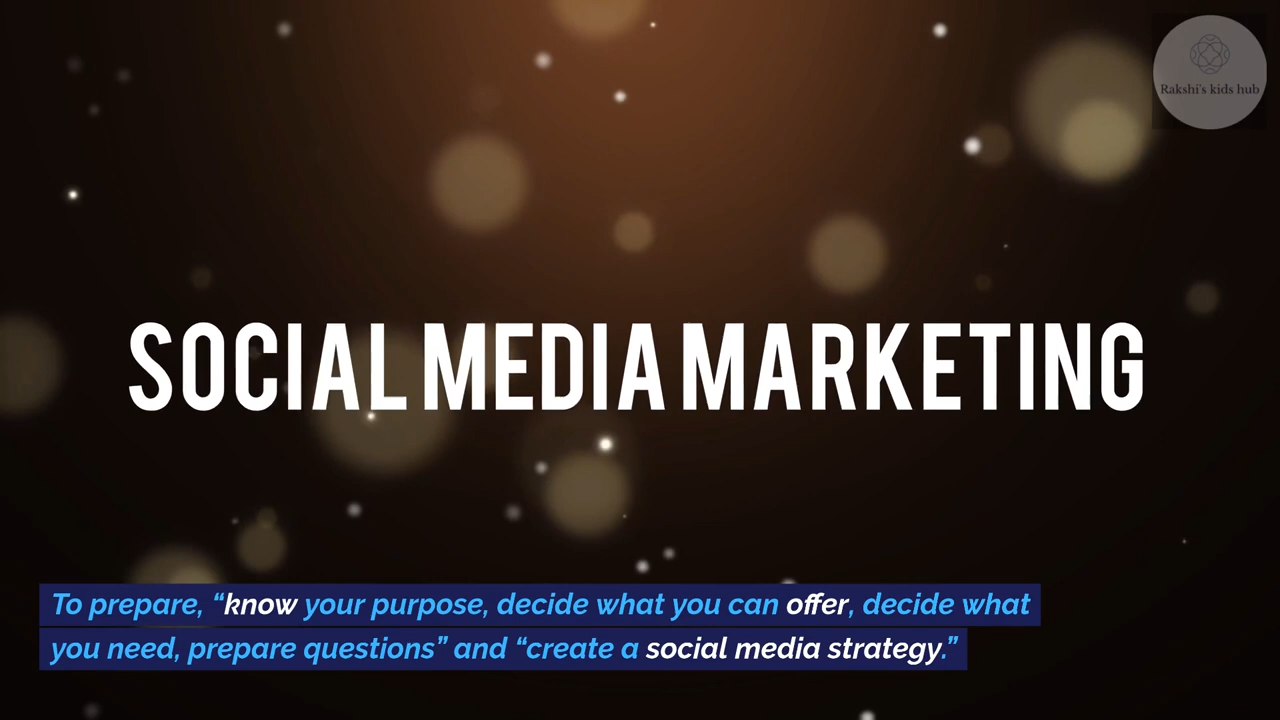 Rakshi's kids hub
SOCIAL MEDIA MARKETING
To prepare, “know your purpose, decide what you can offer, decide what
you need, prepare questions” and “create a social media strategy.”